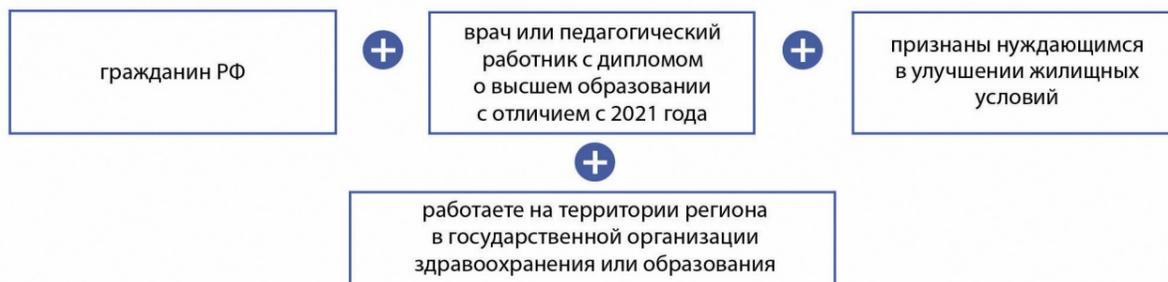 гражданин РФ
врач или педагогический
работник с дипломом
о высшем образовании
с отличием с 2021 года
признаны нуждающимся
в улучшении жилищных
условий
работаете на территории региона
в государственной организации
здравоохранения или образования